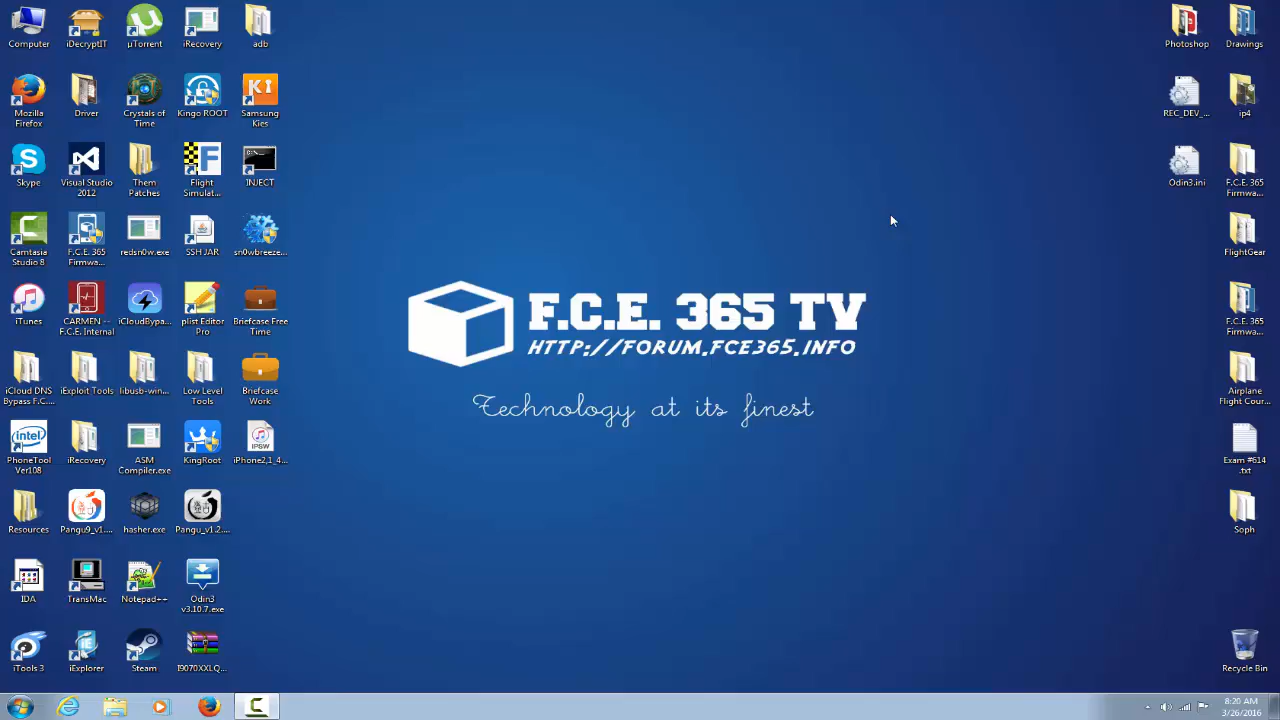 Computer
iDecryptIT
µTorrent
iRecovery
adb
Photoshop
Drawings
Mozilla
Firefox
Driver
Crystals of
Time
Kingo ROOT
Samsung
Kies
REC_DEV_...
ip4
Skype
Visual Studio
2012
Them
Patches
Flight
Simulat...
INJECT
Odin3.ini
F.C.E. 365
Firmwa...
Camtasia
Studio 8
F.C.E. 365
Firmwa...
redsn0w.exe
SSH JAR
sn0wbreeze...
FlightGear
iTunes
CARMEN --
F.C.E. Internal
iCloudBypa...
plist Editor
Pro
Briefcase Free
Time
F.C.E. 365
Firmwa...
F.C.E. 365 TV
HTTP://FORUM.FCE365.INFO
Technology at its finest
iCloud DNS
Bypass F.C....
iExploit Tools
libusb-win...
Low Level
Tools
Briefcase
Work
Airplane
Flight Cour...
intel
PhoneTool
Ver108
iRecovery
ASM
Compiler.exe
KingRoot
IPSW
iPhone2,1_4...
Exam #614
.txt
Resources
Pangu9_v1....
hasher.exe
Pangu_v1.2....
Soph
IDA
TransMac
Notepad++
Odin3
v3.10.7.exe
iTools 3
iExplorer
Steam
I9070XXLQ...
Recycle Bin
8:20 AM
3/26/2016